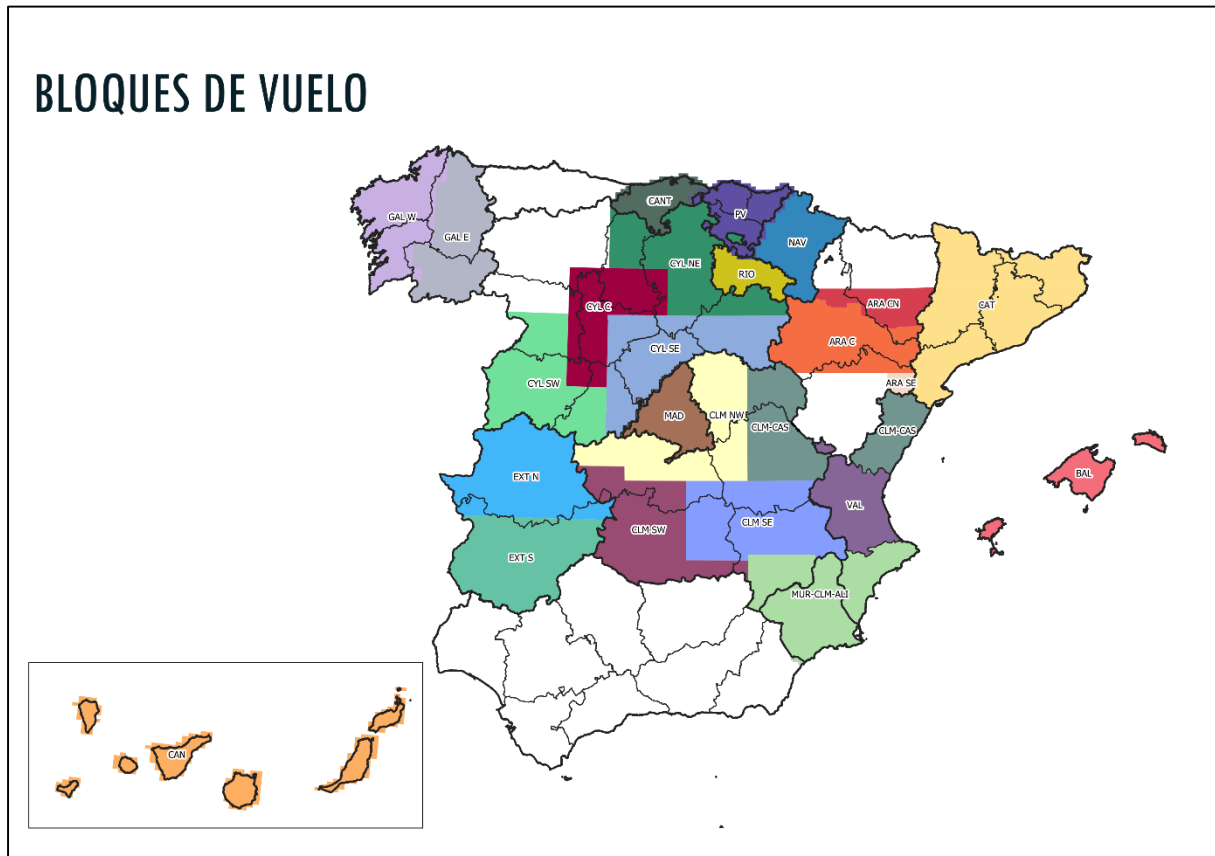 BLOQUES DE VUELO
GAL W
GAL E
CANT
PV
NAV
CYL NE
RIO
CYL C
ARA CN
CAT
ARA C
CYL SE
CYL SW
ARA SE
MAD
CLM NW
CLM-CAS
CLM-CAS
EXT N
BAL
VAL
CLM SW
CLM SE
EXT S
MUR-CLM-ALI
CAN